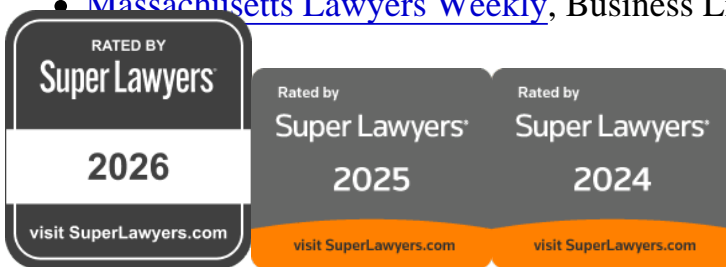 Massachusetts Lawyers Weekly, Business
RATED BY
Super Lawyers
2026
visit SuperLawyers.com
Rated by
Super Lawyers®
2025
visit SuperLawyers.com
Rated by
Super Lawyers®
2024
visit SuperLawyers.com